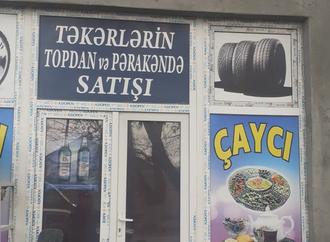 TƏKƏRLƏRİN
TOPDAN və PƏRAKƏNDƏ
SATIŞI
ÇAYCI